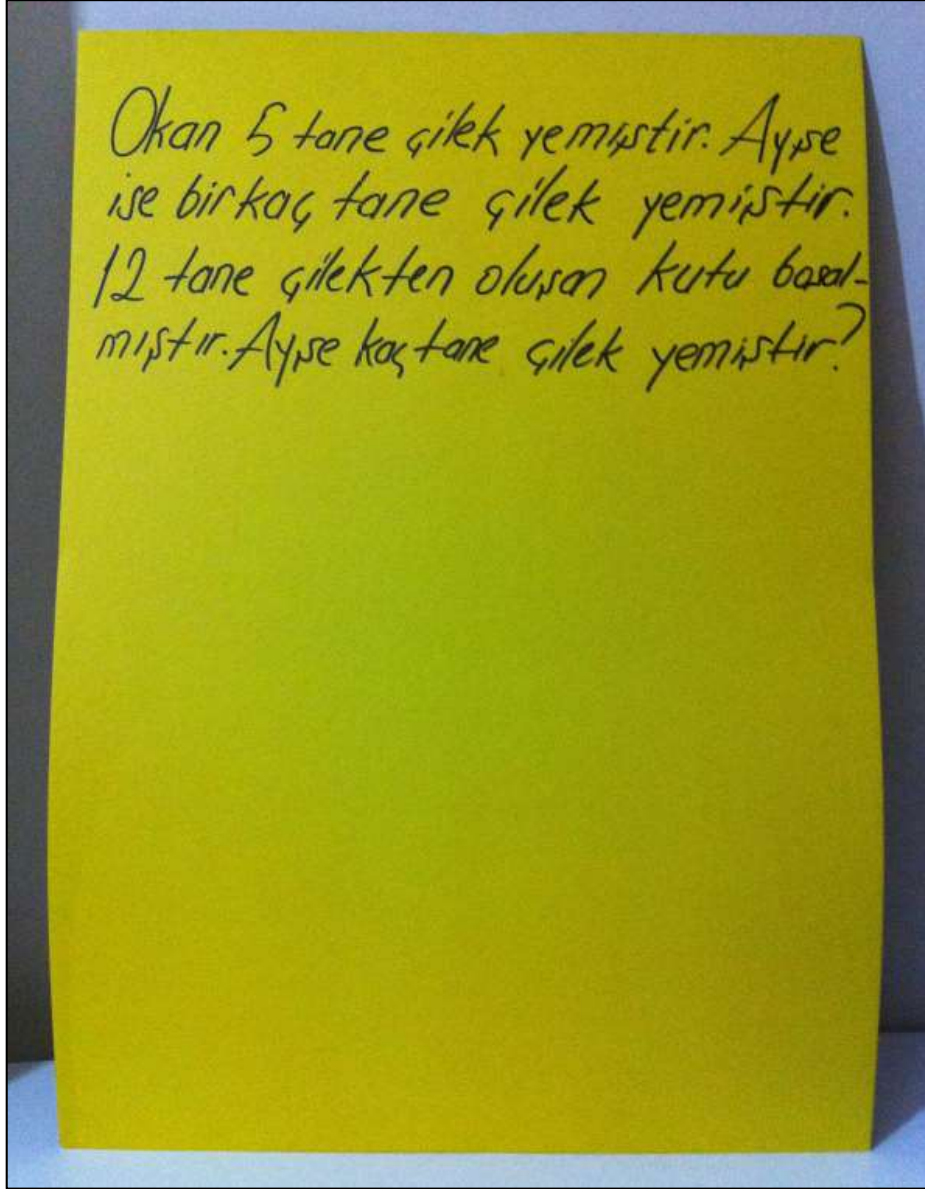 Okan 5 tane çilek yemiştir. Ayşe
ise birkaç tane çilek yemiştir.
12 tane çilekten oluşan kutu boşal-
mıştır. Ayşe kaç tane çilek yemiştir?